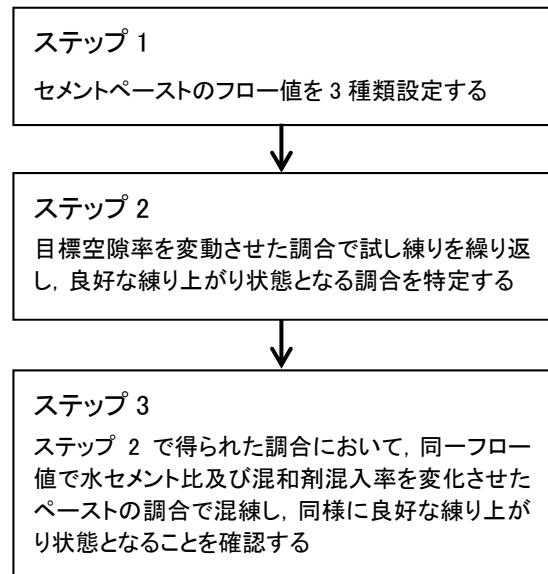 ステップ 1
セメントペーストのフロー値を 3 種類設定する
ステップ 2
目標空隙率を変動させた調合で試し練りを繰り返
し，良好な練り上がり状態となる調合を特定する
ステップ 3
ステップ 2 で得られた調合において，同一フロー
値で水セメント比及び混和剤混入率を変化させた
ペーストの調合で混練し，同様に良好な練り上が
り状態となることを確認する